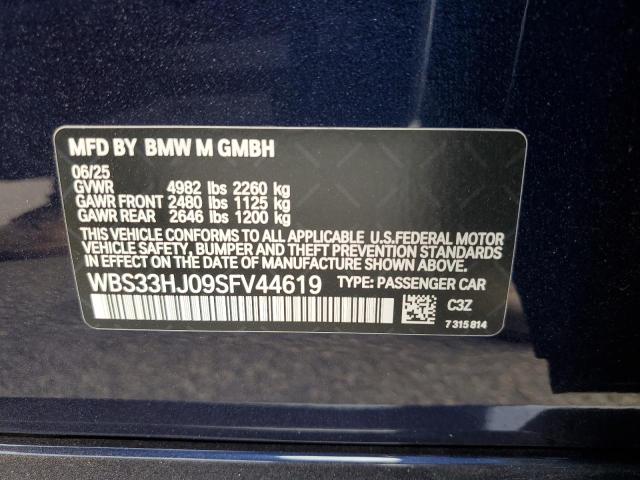 MFD BY BMW M GMBH
06/25
GVWR 4982 lbs 2260 kg
GAWR FRONT 2480 lbs 1125 kg
GAWR REAR 2646 lbs 1200 kg
THIS VEHICLE CONFORMS TO ALL APPLICABLE U.S.FEDERAL MOTOR
VEHICLE SAFETY, BUMPER AND THEFT PREVENTION STANDARDS
IN EFFECT ON THE DATE OF MANUFACTURE SHOWN ABOVE.
WBS33HJ09SFV44619 TYPE: PASSENGER CAR
C3Z
7 315 814